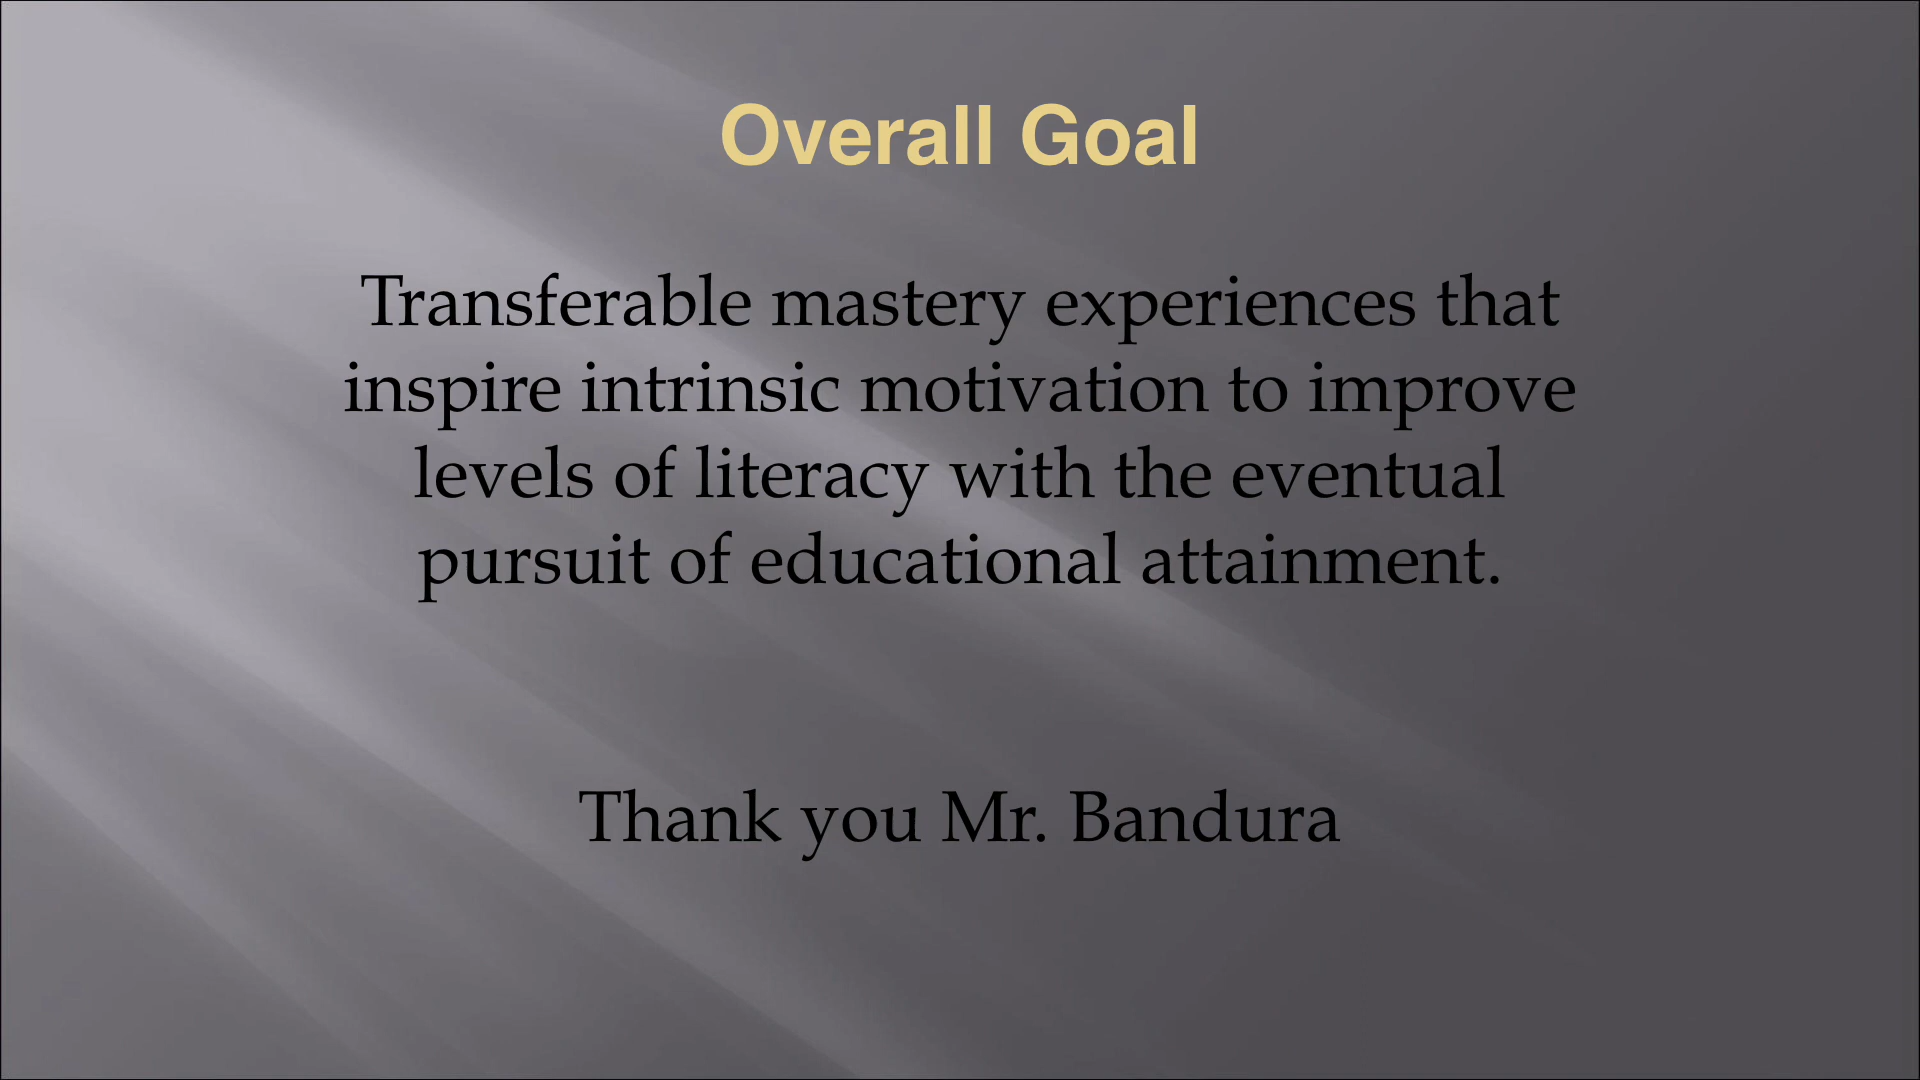 Overall Goal
Transferable mastery experiences that
inspire intrinsic motivation to improve
levels of literacy with the eventual
pursuit of educational attainment.
Thank you Mr. Bandura